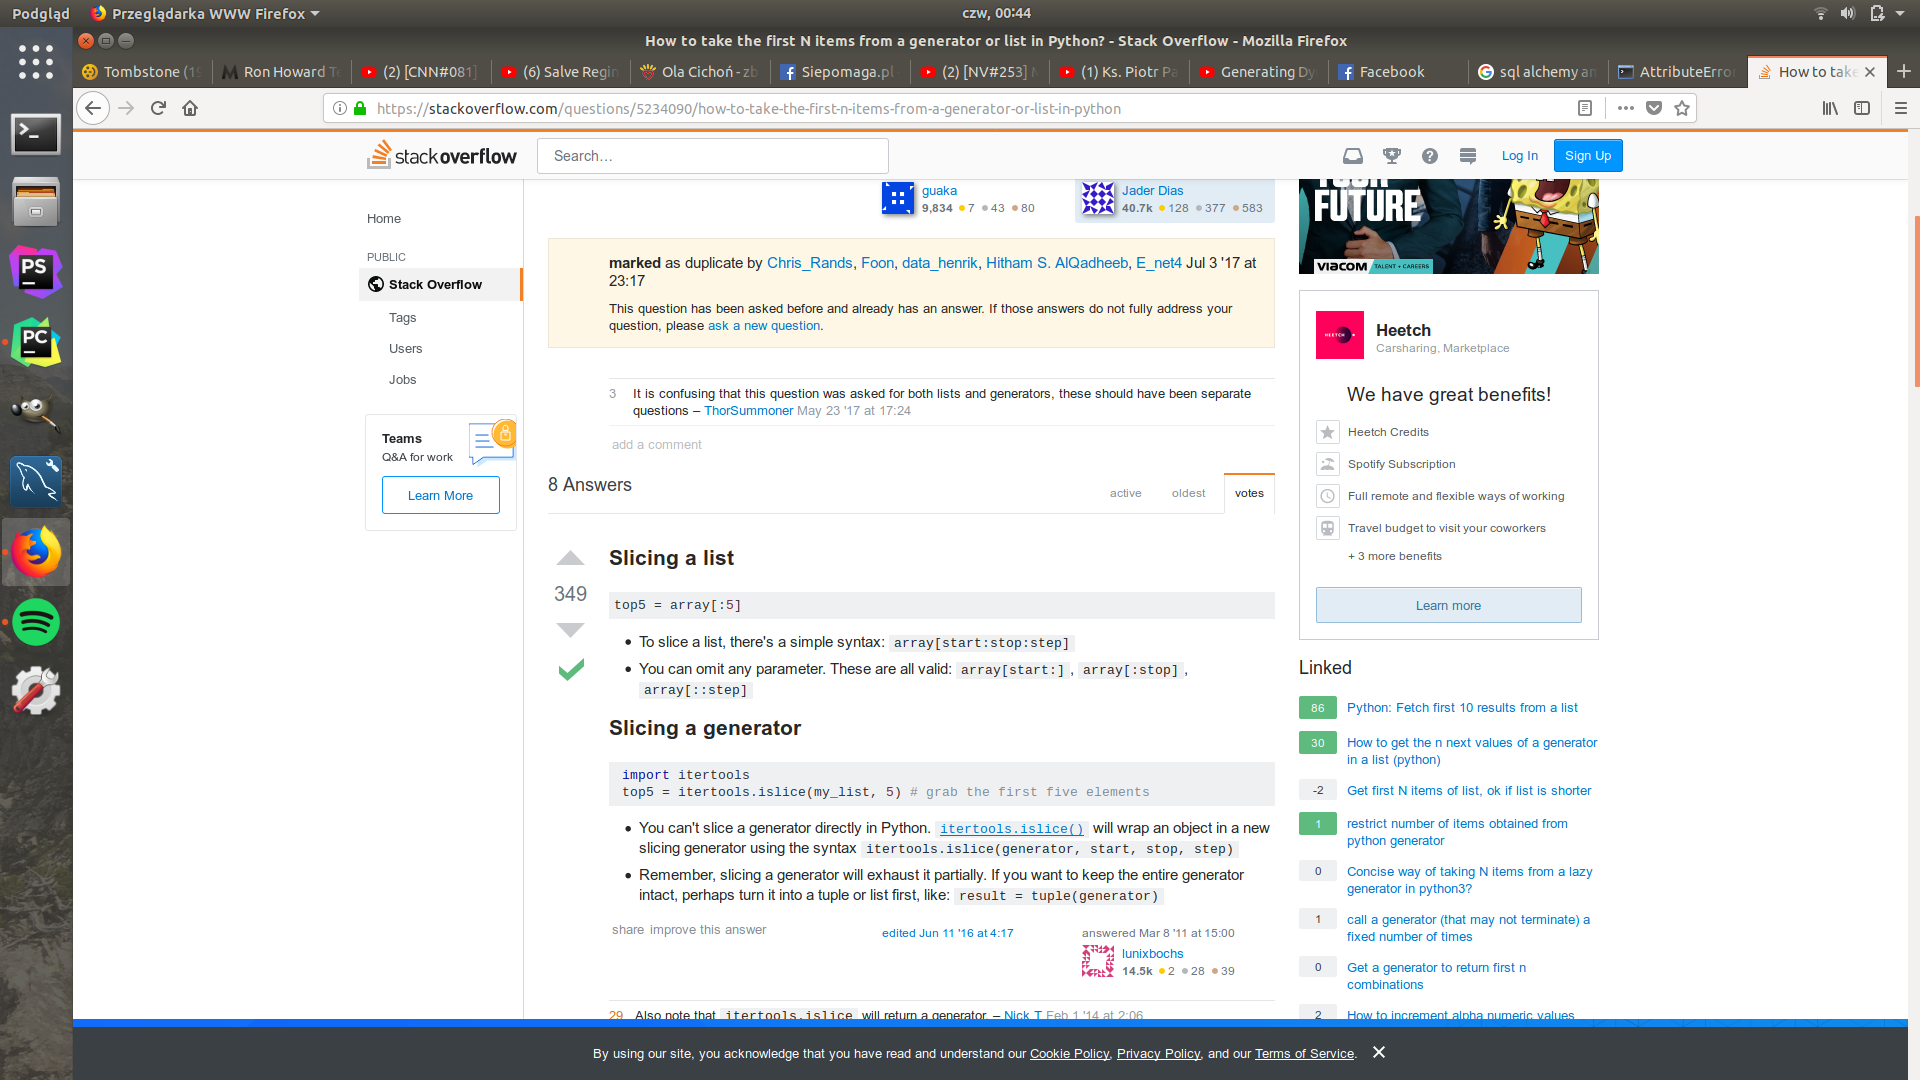 Podgląd
Przeglądarka WWW Firefox
czw, 00:44
How to take the first N items from a generator or list in Python? - Stack Overflow - Mozilla Firefox
Tombstone (19
Ron Howard Te
(2) [CNN#081]
(6) Salve Regin
Ola Cichoń - zb
Siepomaga.pl
(2) [NV#253]
(1) Ks. Piotr Pa
Generating Dy
Facebook
sql alchemy an
AttributeErro
How to take
https://stackoverflow.com/questions/5234090/how-to-take-the-first-n-items-from-a-generator-or-list-in-python
stackoverflow
Search…
Log In
Sign Up
Home
PUBLIC
Stack Overflow
Tags
Users
Jobs
Teams
Q&A for work
Learn More
guaka
9,834 7 43 80
Jader Dias
40.7k 128 377 583
marked as duplicate by Chris_Rands, Foon, data_henrik, Hitham S. AlQadheeb, E_net4 Jul 3 '17 at
23:17
This question has been asked before and already has an answer. If those answers do not fully address your
question, please ask a new question.
3 It is confusing that this question was asked for both lists and generators, these should have been separate
questions – ThorSummoner May 23 '17 at 17:24
add a comment
8 Answers
active
oldest
votes
349
Slicing a list
top5 = array[:5]
To slice a list, there's a simple syntax: array[start:stop:step]
You can omit any parameter. These are all valid: array[start:], array[:stop],
array[::step]
Slicing a generator
import itertools
top5 = itertools.islice(my_list, 5) # grab the first five elements
You can't slice a generator directly in Python. itertools.islice() will wrap an object in a new
slicing generator using the syntax itertools.islice(generator, start, stop, step)
Remember, slicing a generator will exhaust it partially. If you want to keep the entire generator
intact, perhaps turn it into a tuple or list first, like: result = tuple(generator)
share improve this answer
edited Jun 11 '16 at 4:17
answered Mar 8 '11 at 15:00
lunixbochs
14.5k 2 28 39
29 Also note that itertools.islice will return a generator. – Nick T Feb 1 '14 at 2:06
YOUR
FUTURE
VIACOM TALENT + CAREERS
HEETCH
Heetch
Carsharing, Marketplace
We have great benefits!
Heetch Credits
Spotify Subscription
Full remote and flexible ways of working
Travel budget to visit your coworkers
+ 3 more benefits
Learn more
Linked
86 Python: Fetch first 10 results from a list
30 How to get the n next values of a generator
in a list (python)
-2 Get first N items of list, ok if list is shorter
1 restrict number of items obtained from
python generator
0 Concise way of taking N items from a lazy
generator in python3?
1 call a generator (that may not terminate) a
fixed number of times
0 Get a generator to return first n
combinations
2 How to increment alpha numeric values
By using our site, you acknowledge that you have read and understand our Cookie Policy, Privacy Policy, and our Terms of Service.
PS
PC